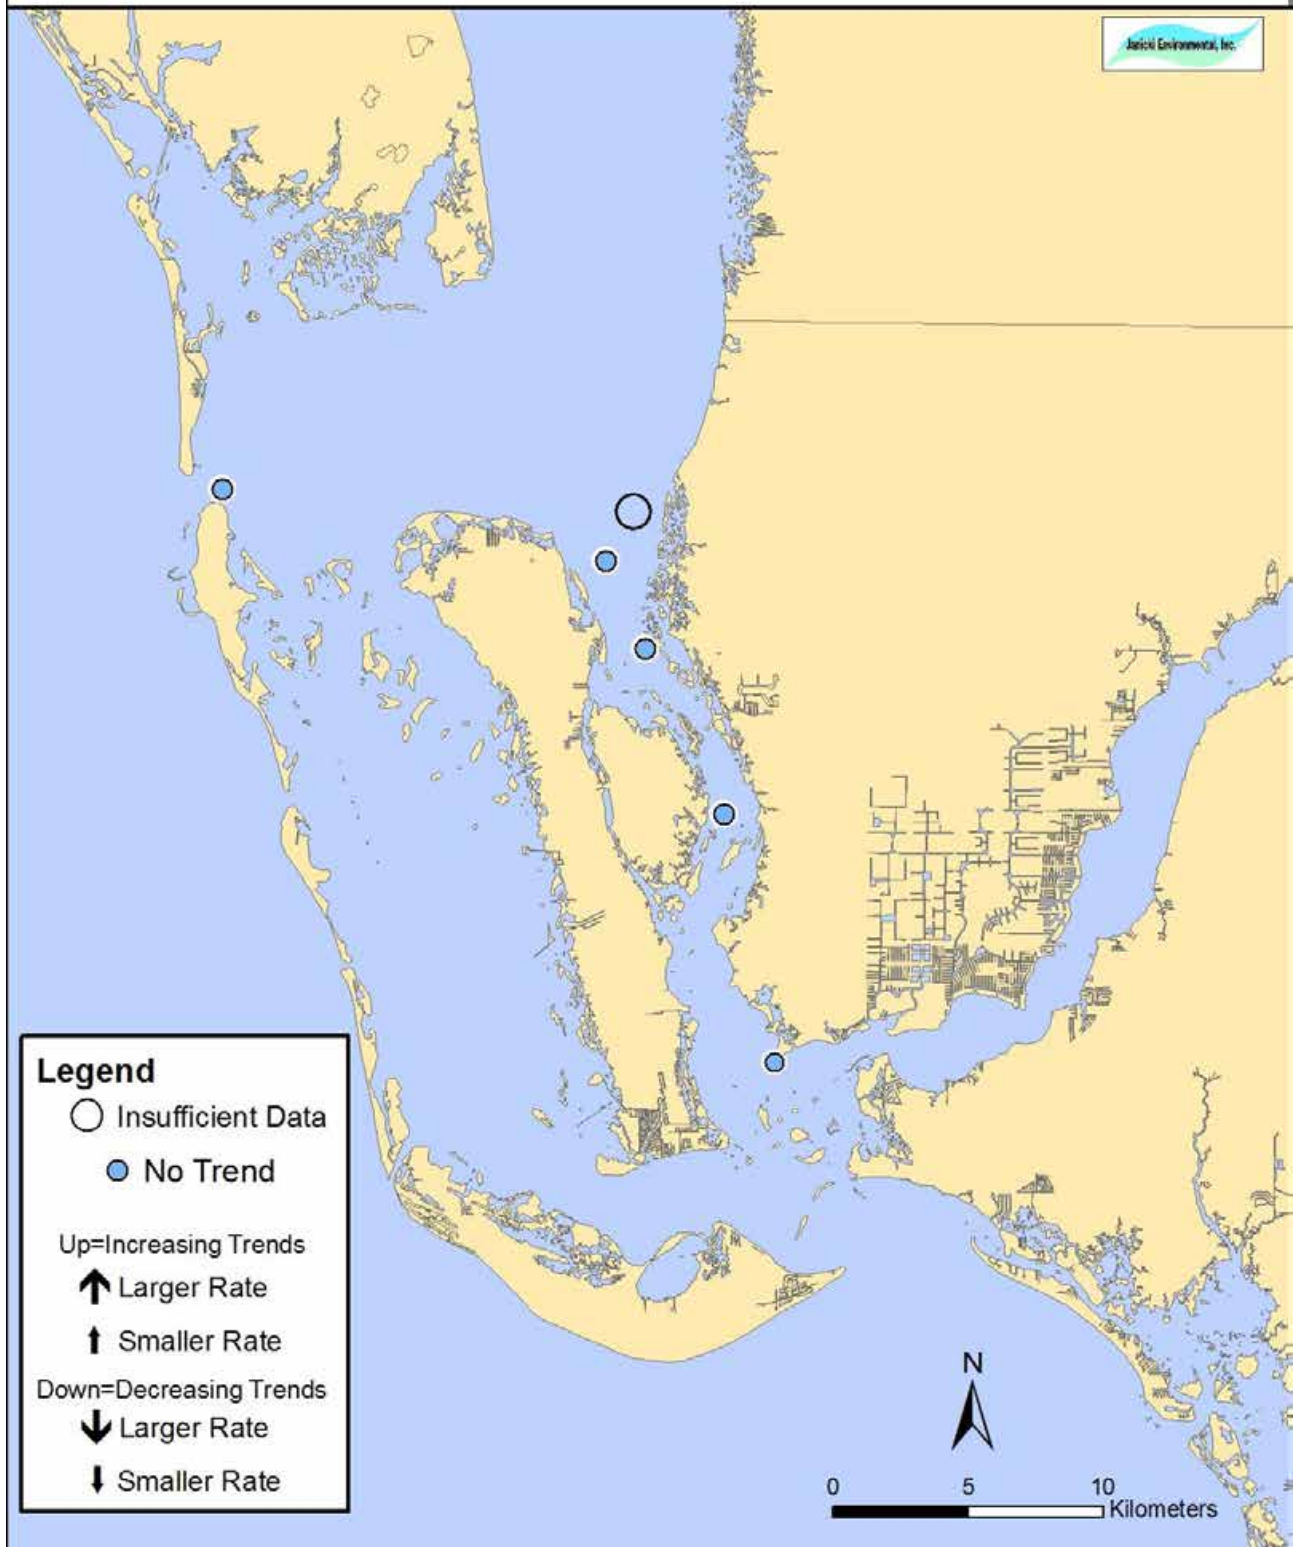 Janicki Environmental, Inc.
Legend
Insufficient Data
No Trend
Up=Increasing Trends
Larger Rate
Smaller Rate
Down=Decreasing Trends
Larger Rate
Smaller Rate
N
0 5 10
Kilometers